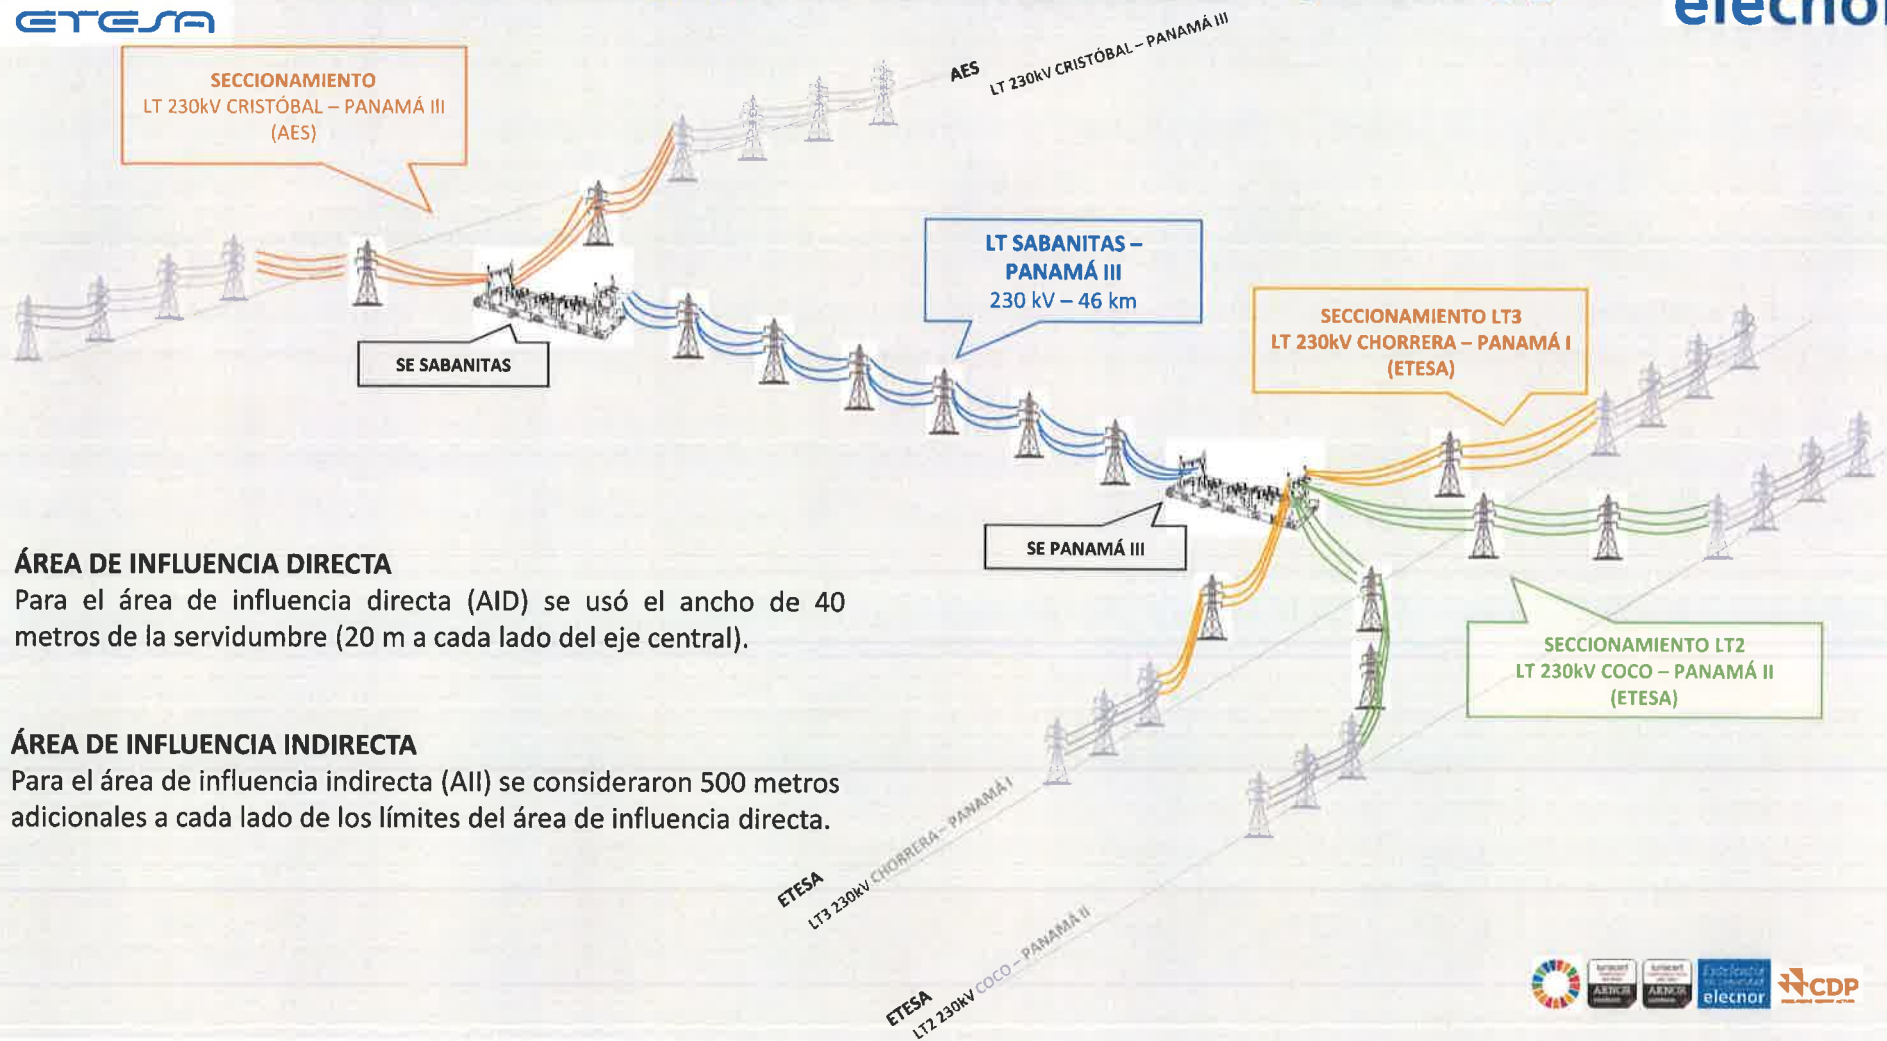 ETESA
elecnor
SECCIONAMIENTO
LT 230kV CRISTÓBAL – PANAMÁ III
(AES)
AES
LT 230kV CRISTÓBAL – PANAMÁ III
LT SABANITAS –
PANAMÁ III
230 kV – 46 km
SE SABANITAS
SECCIONAMIENTO LT3
LT 230kV CHORRERA – PANAMÁ I
(ETESA)
SE PANAMÁ III
ÁREA DE INFLUENCIA DIRECTA
Para el área de influencia directa (AID) se usó el ancho de 40
metros de la servidumbre (20 m a cada lado del eje central).
SECCIONAMIENTO LT2
LT 230kV COCO – PANAMÁ II
(ETESA)
ÁREA DE INFLUENCIA INDIRECTA
Para el área de influencia indirecta (AII) se consideraron 500 metros
adicionales a cada lado de los límites del área de influencia directa.
ETESA
LT3 230kV CHORRERA – PANAMÁ I
ETESA
LT2 230kV COCO – PANAMÁ II
AENOR
AENOR
elecnor
CDP